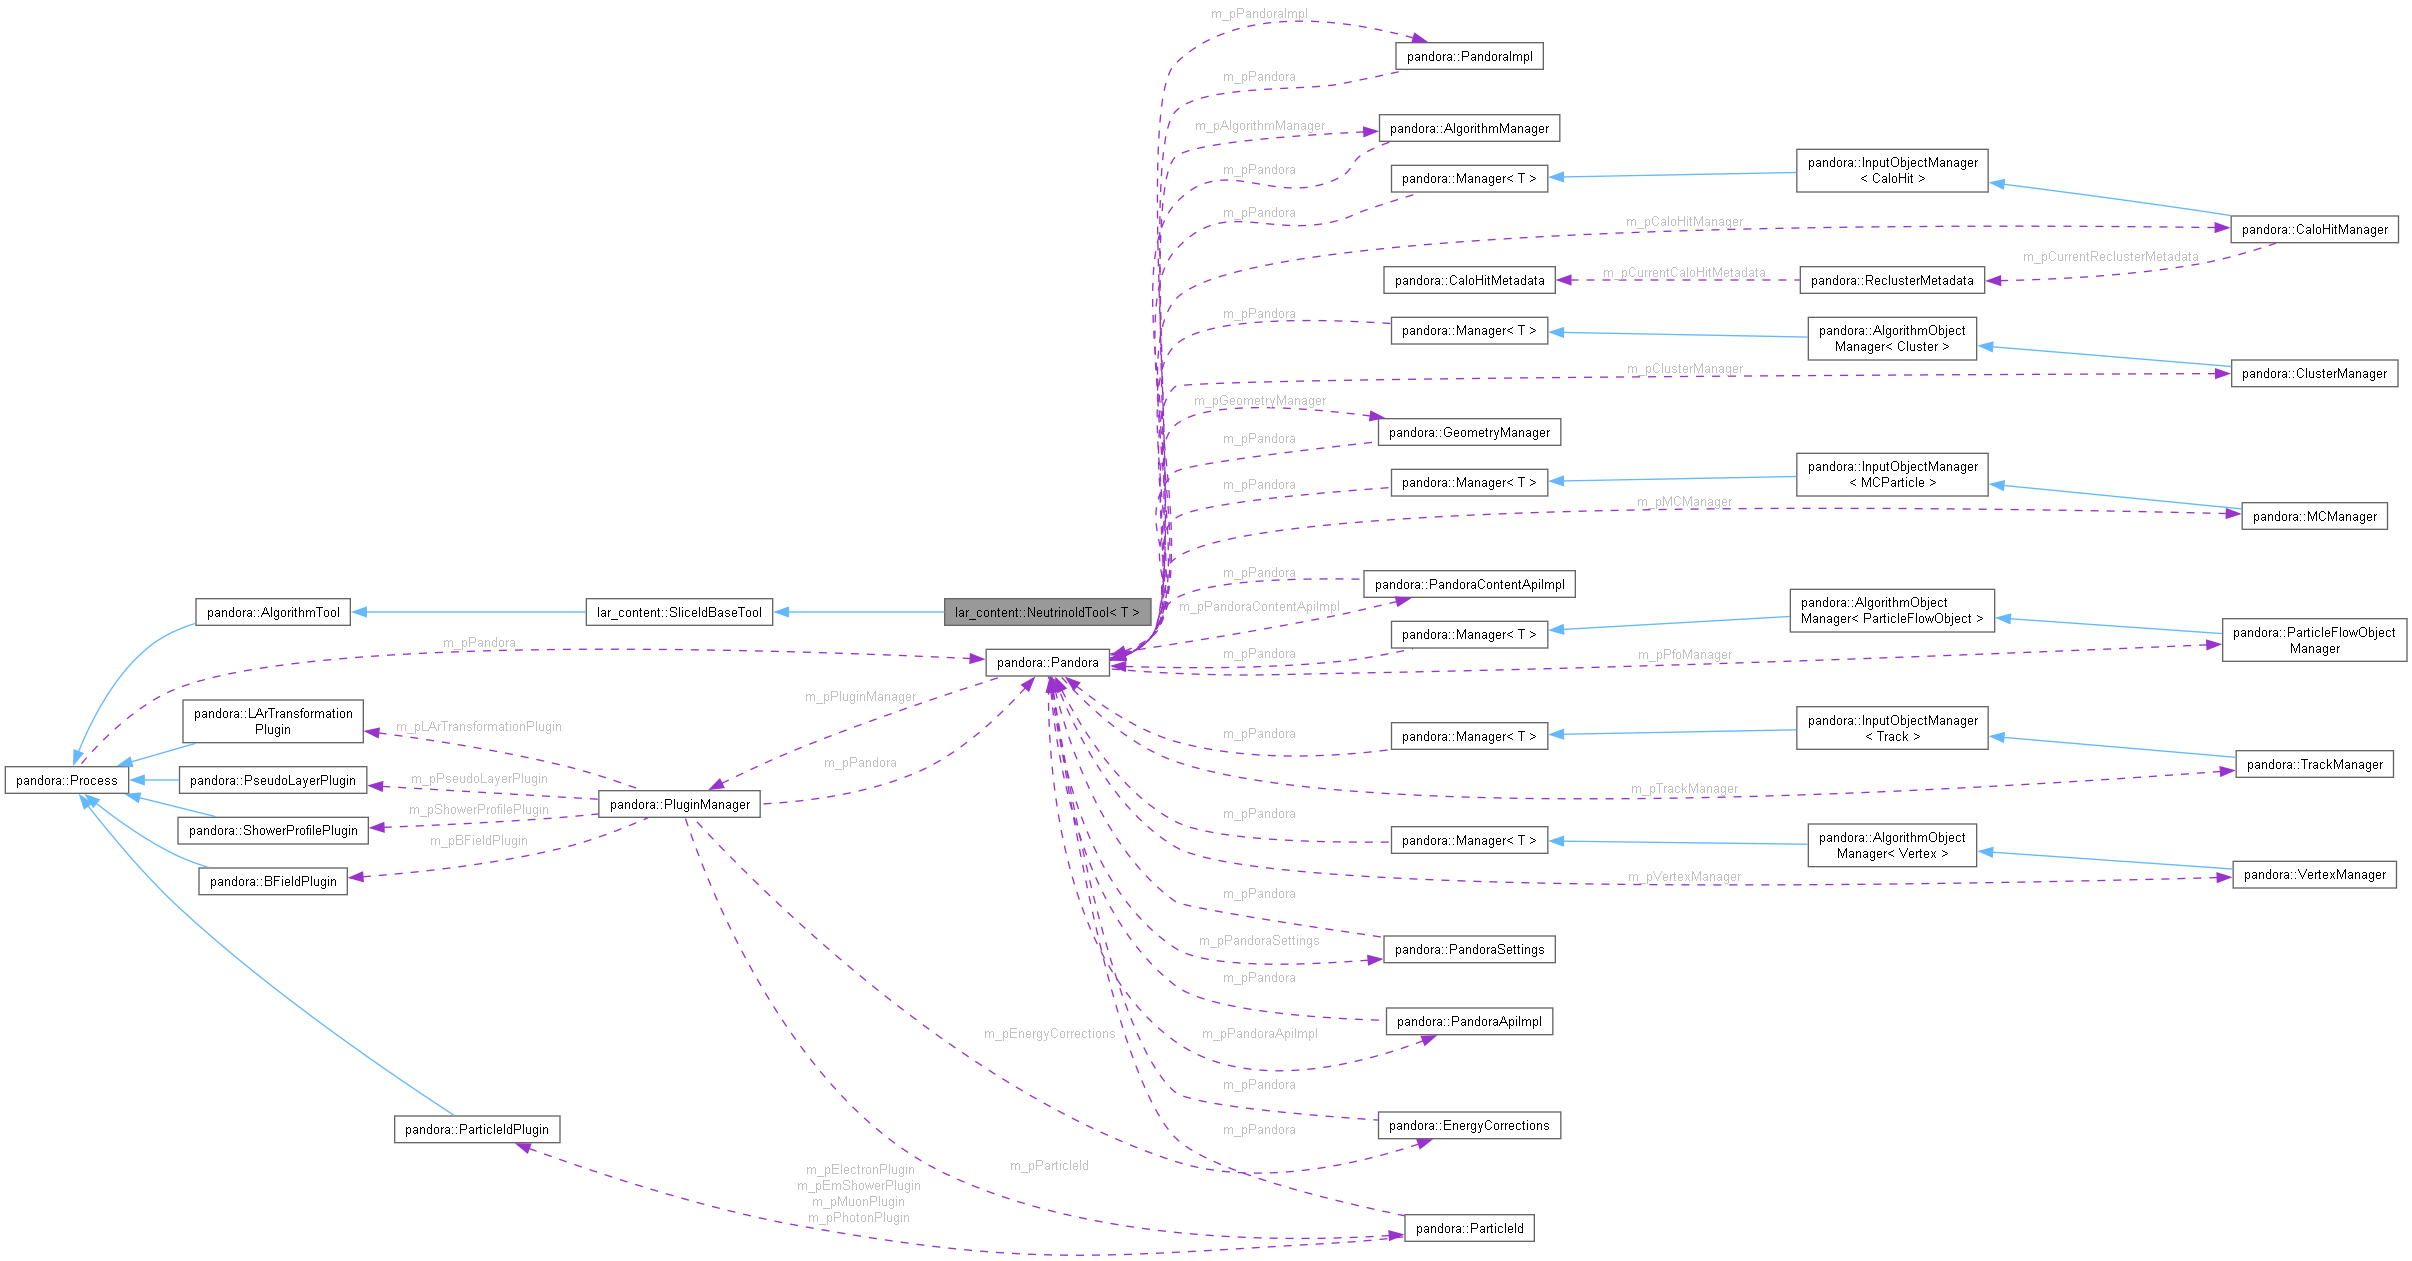 m_pPandoraImpl
pandora::PandoraImpl
m_pPandora
m_pAlgorithmManager
pandora::AlgorithmManager
m_pPandora
pandora::Manager< T >
pandora::InputObjectManager
< CaloHit >
m_pPandora
m_pCaloHitManager
pandora::CaloHitManager
m_pCurrentReclusterMetadata
pandora::CaloHitMetadata
m_pCurrentCaloHitMetadata
pandora::ReclusterMetadata
m_pPandora
pandora::Manager< T >
pandora::AlgorithmObject
Manager< Cluster >
m_pClusterManager
pandora::ClusterManager
m_pGeometryManager
pandora::GeometryManager
m_pPandora
pandora::Manager< T >
pandora::InputObjectManager
< MCParticle >
m_pPandora
m_pMCManager
pandora::MCManager
m_pPandora
pandora::PandoraContentApiImpl
m_pPandoraContentApiImpl
pandora::AlgorithmTool
lar_content::SliceIdBaseTool
lar_content::NeutrinoIdTool< T >
pandora::AlgorithmObject
Manager< ParticleFlowObject >
pandora::Manager< T >
m_pPandora
m_pPandora
pandora::Pandora
m_pPfoManager
pandora::ParticleFlowObject
Manager
m_pPluginManager
pandora::LArTransformation
Plugin
m_pLArTransformationPlugin
m_pPandora
pandora::Manager< T >
pandora::InputObjectManager
< Track >
pandora::TrackManager
m_pTrackManager
m_pPandora
pandora::Process
pandora::PseudoLayerPlugin
m_pPseudoLayerPlugin
pandora::PluginManager
m_pShowerProfilePlugin
pandora::ShowerProfilePlugin
m_pBFieldPlugin
pandora::BFieldPlugin
m_pPandora
pandora::Manager< T >
pandora::AlgorithmObject
Manager< Vertex >
m_pVertexManager
pandora::VertexManager
m_pPandora
m_pPandoraSettings
pandora::PandoraSettings
m_pPandora
pandora::PandoraApiImpl
m_pEnergyCorrections
m_pPandoraApiImpl
m_pPandora
pandora::EnergyCorrections
m_pPandora
pandora::ParticleIdPlugin
m_pElectronPlugin
m_pEmShowerPlugin
m_pMuonPlugin
m_pPhotonPlugin
m_pParticleId
pandora::ParticleId